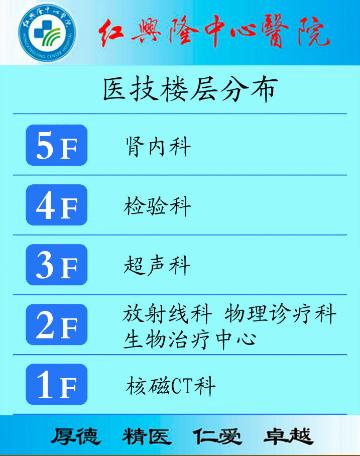 红興隆中心醫院
医技楼层分布
5F 肾内科
4F 检验科
3F 超声科
2F 放射线科 物理诊疗科
生物治疗中心
1F 核磁CT科
厚德 精医 仁爱 卓越